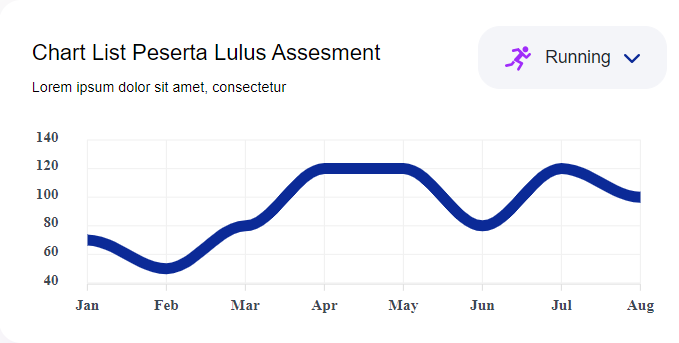 Chart List Peserta Lulus Assesment
Running
Lorem ipsum dolor sit amet, consectetur
140
120
100
80
60
40
Jan Feb Mar Apr May Jun Jul Aug